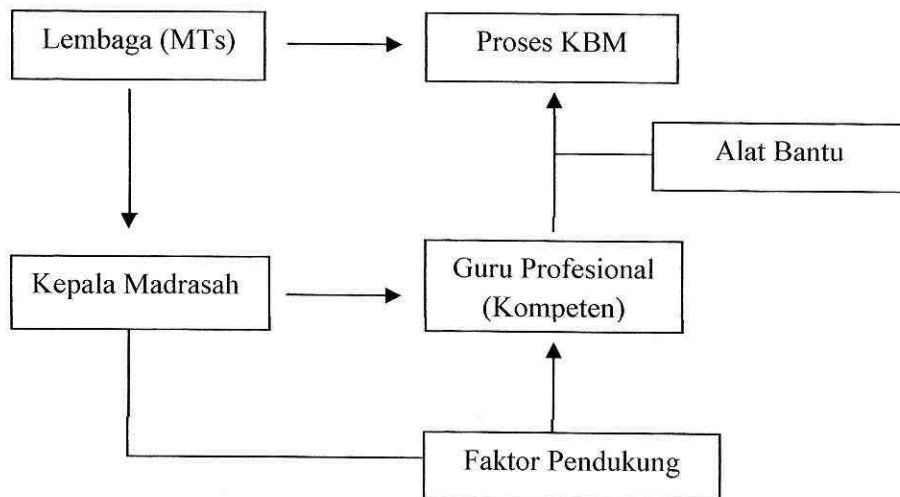 Lembaga (MTs)
Proses KBM
Alat Bantu
Kepala Madrasah
Guru Profesional
(Kompeten)
Faktor Pendukung